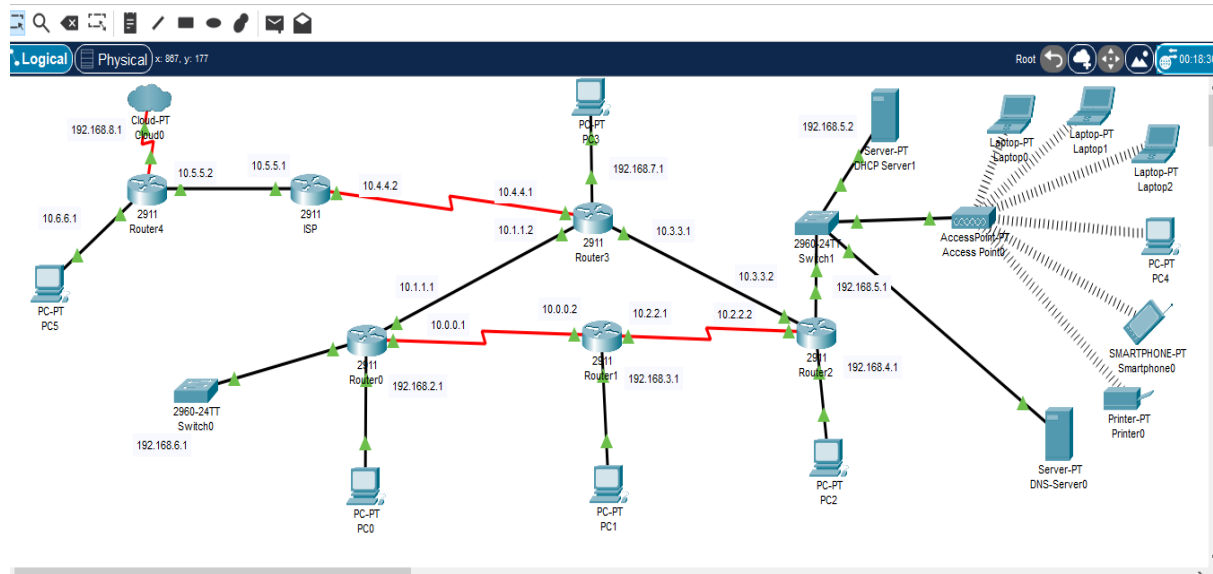 Logical Physical x: 867, y: 177 Root 00:18:30
Cloud-PT
Cloud0
192.168.8.1
10.5.5.2
10.5.5.1
2911
Router4
2911
ISP
10.4.4.2
10.4.4.1
10.6.6.1
PC-PT
PC5
PC-PT
PC3
192.168.7.1
10.1.1.2
2911
Router3
10.3.3.1
10.3.3.2
10.1.1.1
10.0.0.1
10.0.0.2
10.2.2.1
10.2.2.2
2911
Router0
2911
Router1
2911
Router2
192.168.2.1
192.168.3.1
192.168.4.1
2960-24TT
Switch0
192.168.6.1
PC-PT
PC0
PC-PT
PC1
PC-PT
PC2
192.168.5.2
Server-PT
DHCP Server1
2960-24TT
Switch1
192.168.5.1
AccessPoint-PT
Access Point0
Laptop-PT
Laptop0
Laptop-PT
Laptop1
Laptop-PT
Laptop2
PC-PT
PC4
SMARTPHONE-PT
Smartphone0
Printer-PT
Printer0
Server-PT
DNS-Server0